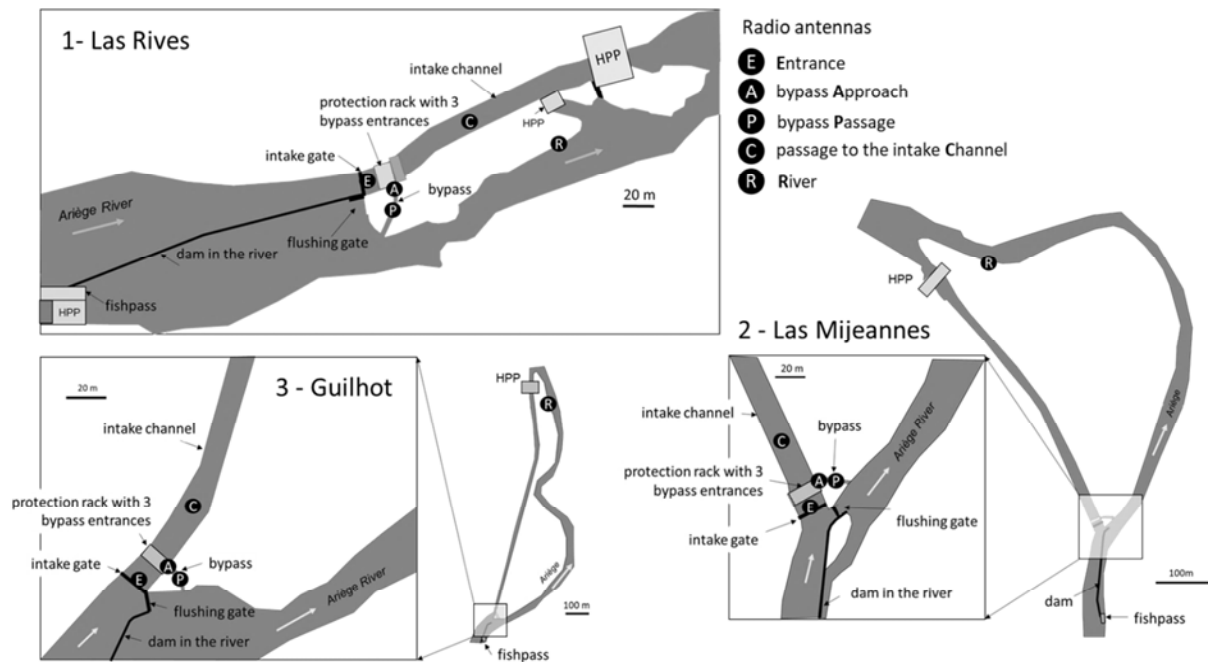 1- Las Rives
HPP
intake channel
protection rack with 3
bypass entrances
C
HPP
intake gate
E
R
A
bypass
20 m
P
Ariège River
flushing gate
dam in the river
fishpass
HPP
Radio antennas
E Entrance
A bypass Approach
P bypass Passage
C passage to the intake Channel
R River
3 - Guilhot
20 m
intake channel
C
protection rack with 3
bypass entrances
intake gate
A
bypass
E
P
flushing gate
Ariège River
dam in the river
HPP
R
Ariège
100 m
fishpass
2 - Las Mijeannes
20 m
intake channel
C
bypass
Ariège River
protection rack with 3
bypass entrances
A
P
E
flushing gate
intake gate
dam in the river
R
HPP
Ariège
100m
dam
fishpass